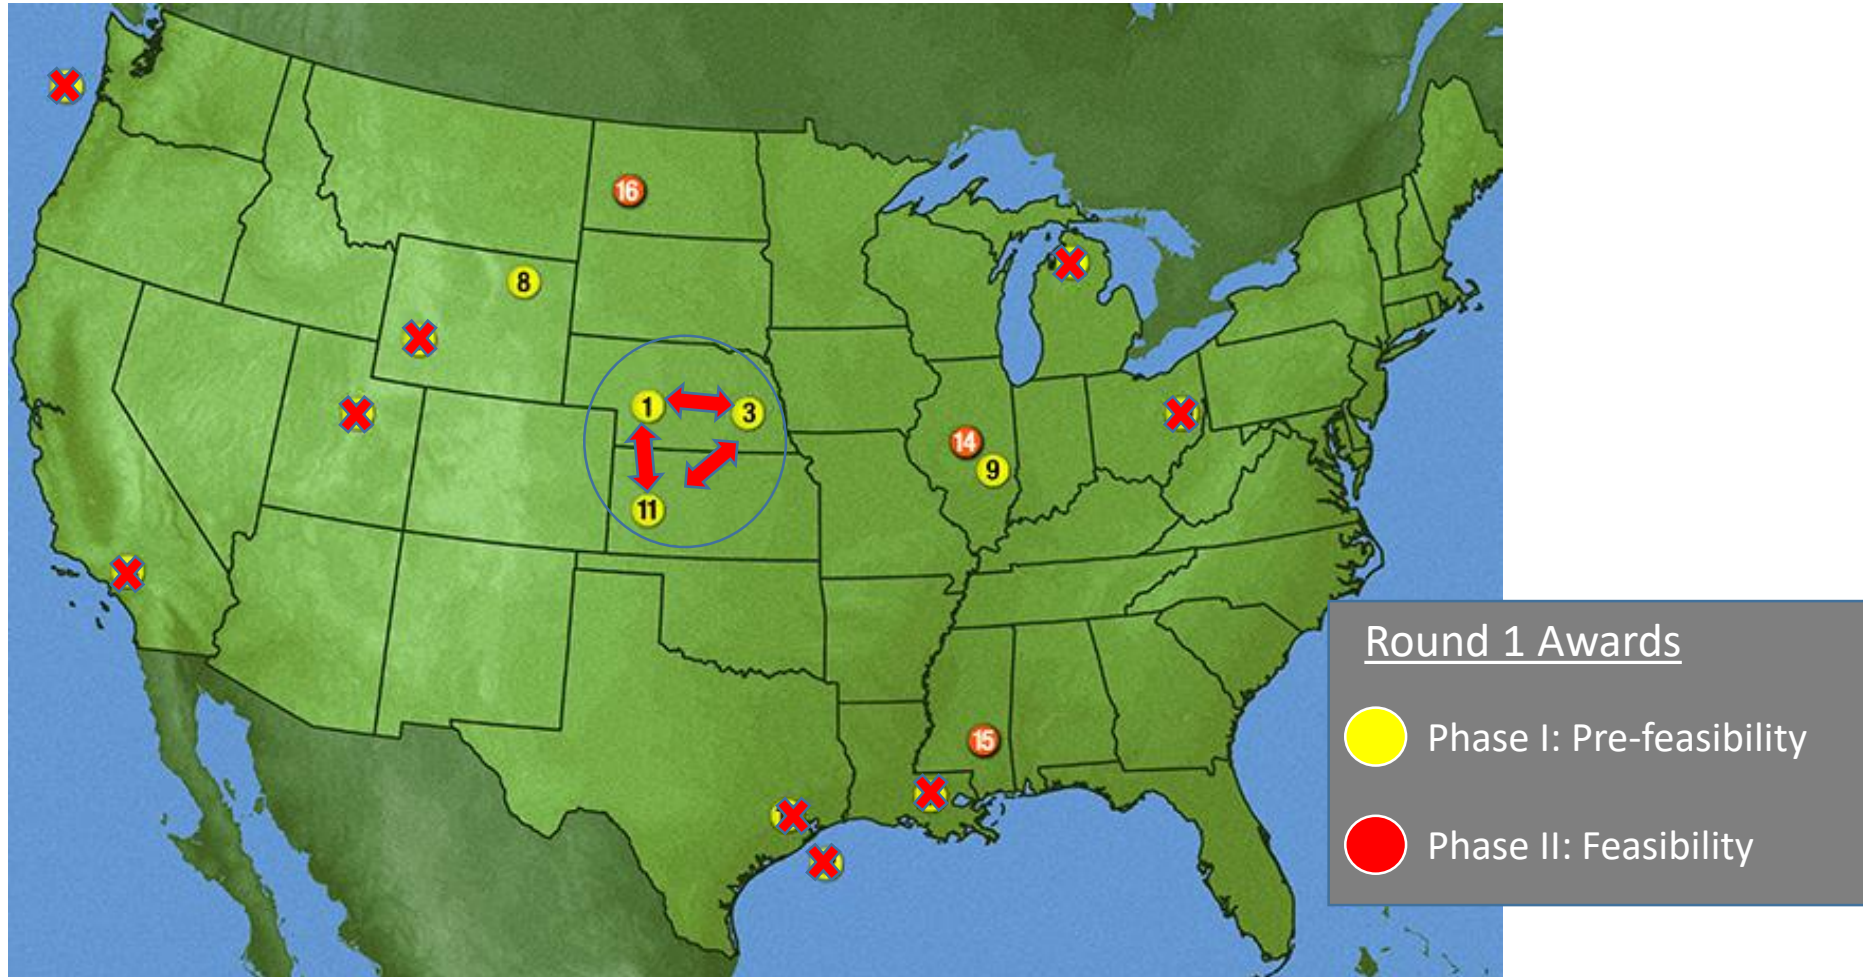 16
8
1
3
14
9
11
15
Round 1 Awards
Phase I: Pre-feasibility
Phase II: Feasibility